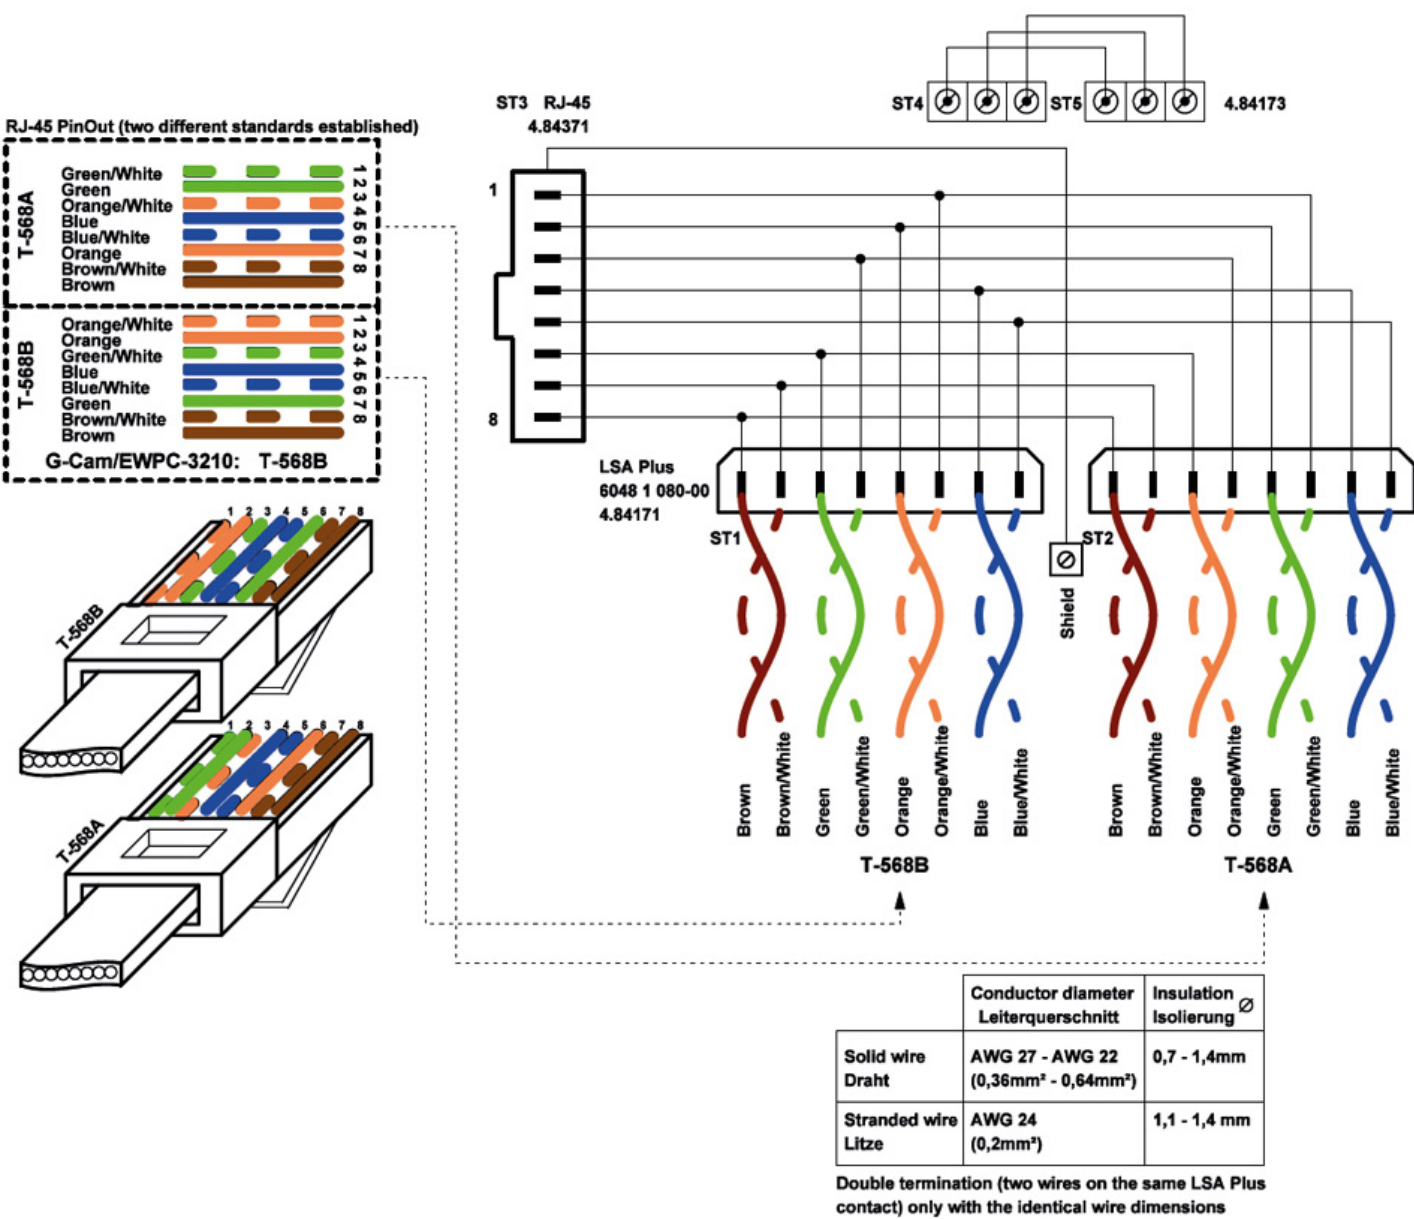 ST3 RJ-45
4.84371
ST4
ST5
4.84173
RJ-45 PinOut (two different standards established)
T-568A
Green/White 1
Green 2
Orange/White 3
Blue 4
Blue/White 5
Orange 6
Brown/White 7
Brown 8
T-568B
Orange/White 1
Orange 2
Green/White 3
Blue 4
Blue/White 5
Green 6
Brown/White 7
Brown 8
G-Cam/EWPC-3210: T-568B
1
8
LSA Plus
6048 1 080-00
4.84171
ST1
ST2
Shield
1 2 3 4 5 6 7 8
T-568B
1 2 3 4 5 6 7 8
T-568A
Brown
Brown/White
Green
Green/White
Orange
Orange/White
Blue
Blue/White
T-568B
Brown
Brown/White
Orange
Orange/White
Green
Green/White
Blue
Blue/White
T-568A
Conductor diameter
Leiterquerschnitt
Insulation
Isolierung Ø
Solid wire
Draht
AWG 27 - AWG 22
(0,36mm² - 0,64mm²)
0,7 - 1,4mm
Stranded wire
Litze
AWG 24
(0,2mm²)
1,1 - 1,4 mm
Double termination (two wires on the same LSA Plus
contact) only with the identical wire dimensions